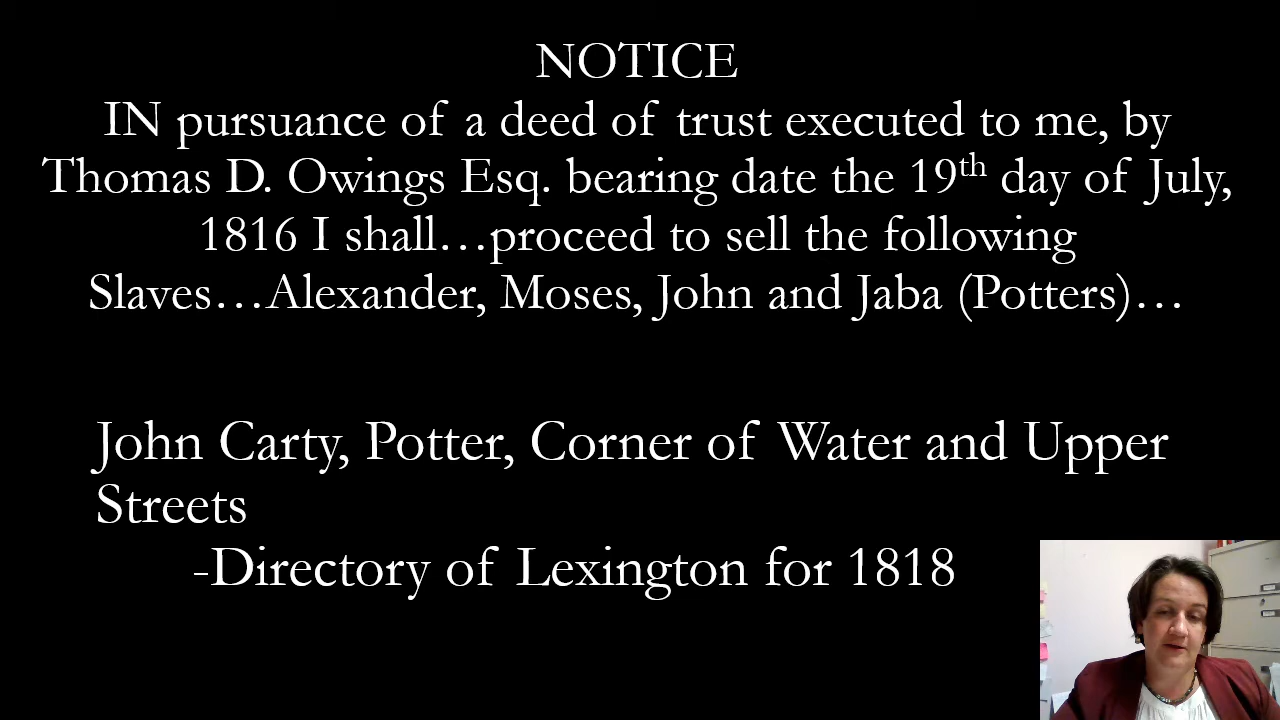 NOTICE
IN pursuance of a deed of trust executed to me, by
Thomas D. Owings Esq. bearing date the 19th day of July,
1816 I shall…proceed to sell the following
Slaves…Alexander, Moses, John and Jaba (Potters)…
John Carty, Potter, Corner of Water and Upper
Streets
-Directory of Lexington for 1818